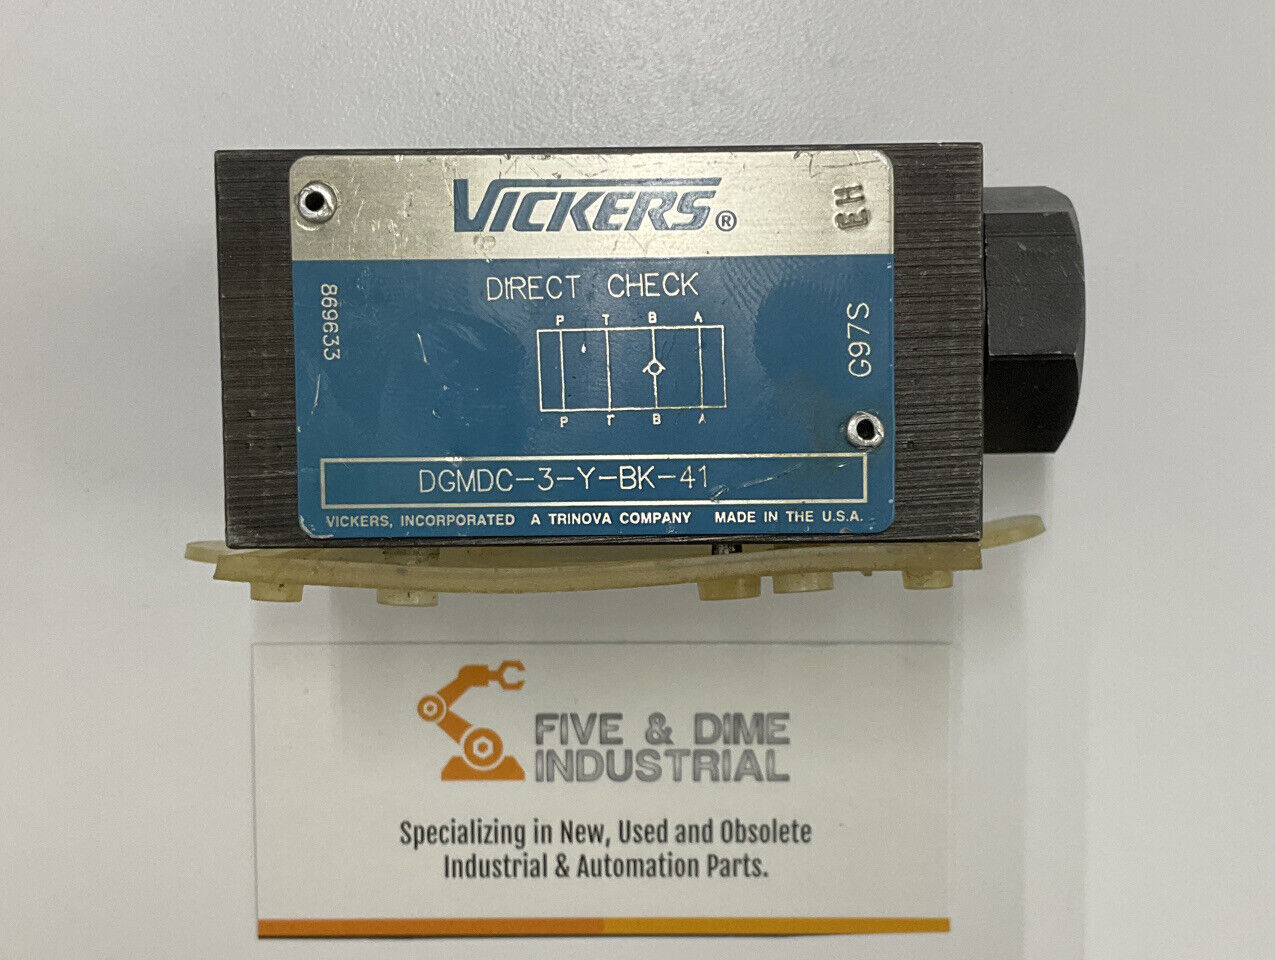 VICKERS®
EH
DIRECT CHECK
869633
G97S
P T B A
P T B A
DGMDC-3-Y-BK-41
VICKERS, INCORPORATED A TRINOVA COMPANY MADE IN THE U.S.A.
FIVE & DIME
INDUSTRIAL
Specializing in New, Used and Obsolete
Industrial & Automation Parts.